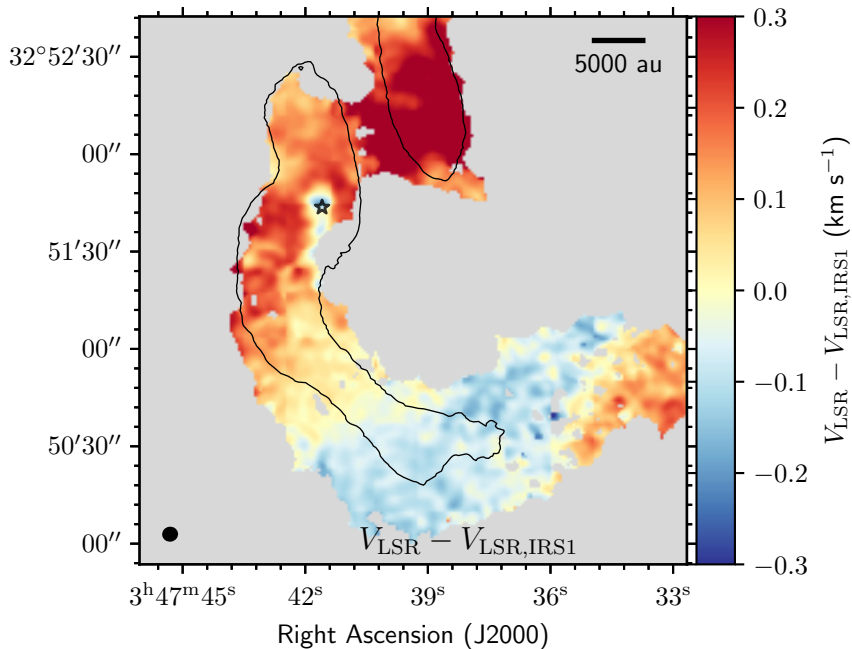 32°52′30″
00″
51′30″
00″
50′30″
00″
5000 au
V_LSR − V_LSR,IRS1
3ʰ47ᵐ45ˢ 42ˢ 39ˢ 36ˢ 33ˢ
Right Ascension (J2000)
0.3
0.2
0.1
0.0
−0.1
−0.2
−0.3
V_LSR − V_LSR,IRS1 (km s⁻¹)